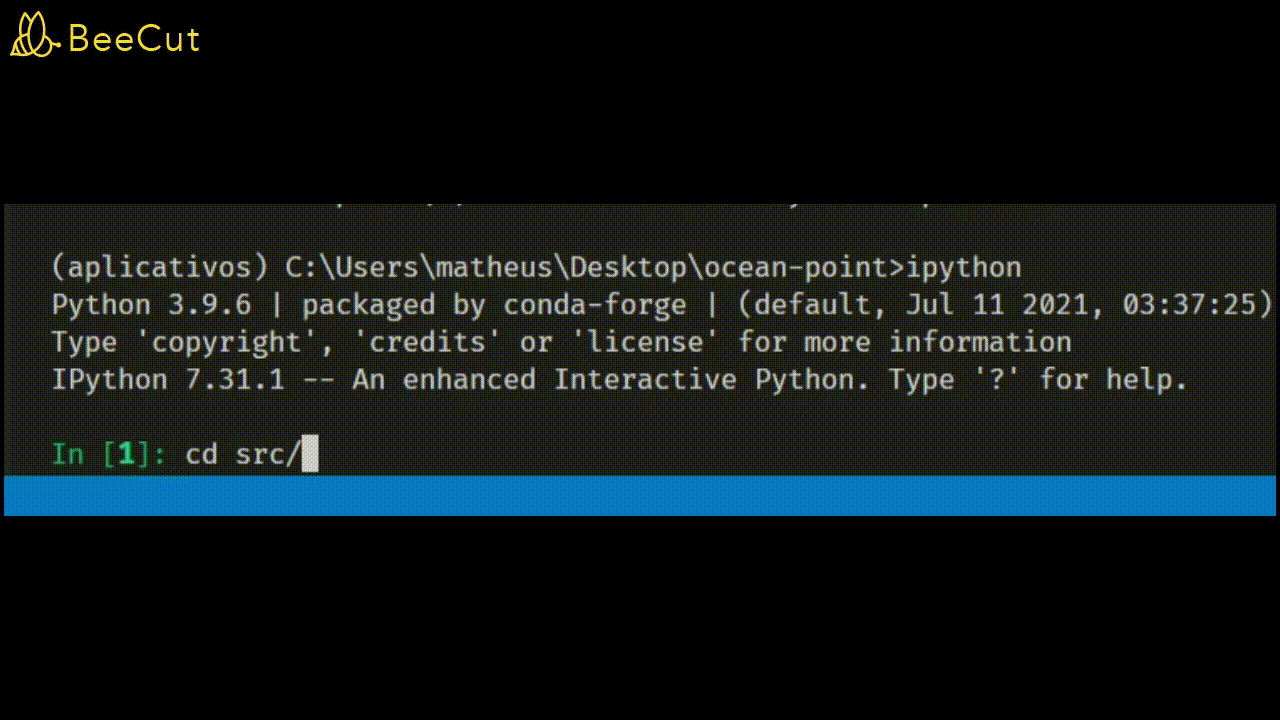 BeeCut
(aplicativos) C:\Users\matheus\Desktop\ocean-point>ipython
Python 3.9.6 | packaged by conda-forge | (default, Jul 11 2021, 03:37:25)
Type 'copyright', 'credits' or 'license' for more information
IPython 7.31.1 -- An enhanced Interactive Python. Type '?' for help.
In [1]: cd src/